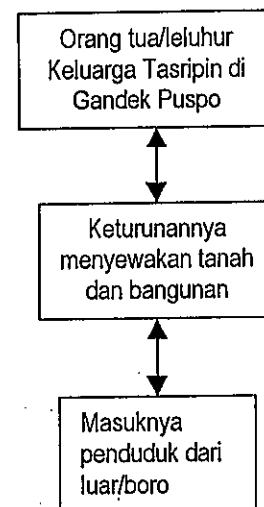 Orang tua/leluhur
Keluarga Tasripin di
Gandek Puspo
Keturunannya
menyewakan tanah
dan bangunan
Masuknya
penduduk dari
luar/boro